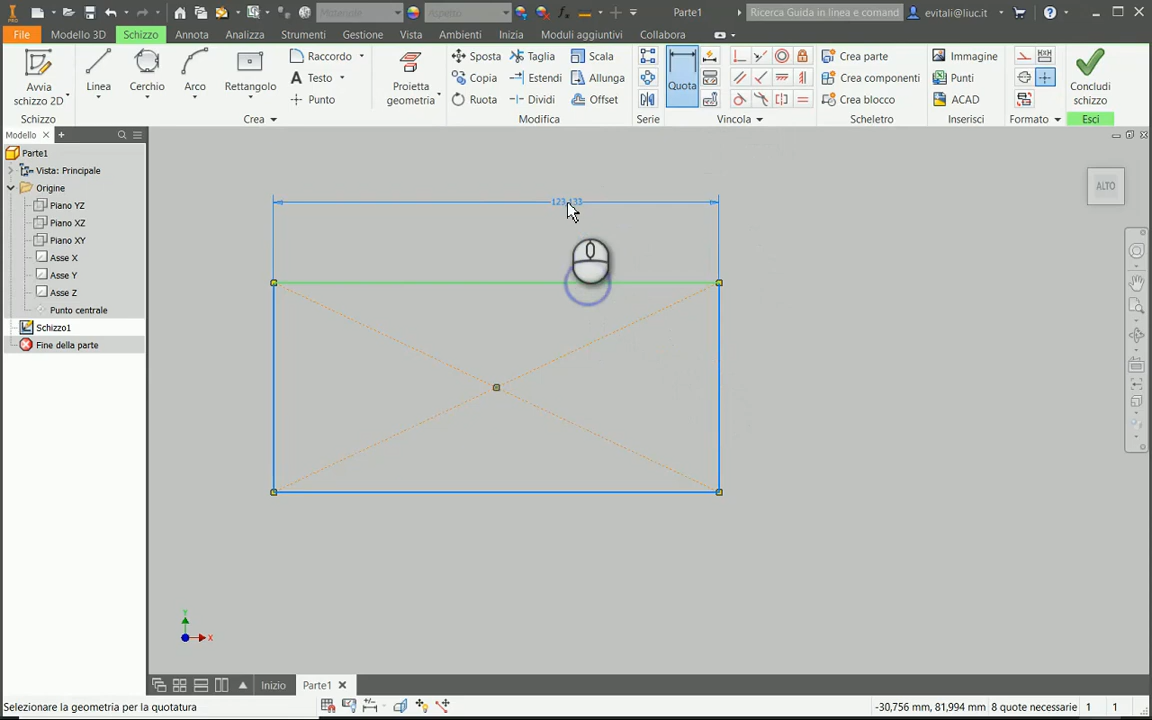 Materiale
Aspetto
Parte1
Ricerca Guida in linea e comandi
evitali@liuc.it
PRO
File
Modello 3D
Schizzo
Annota
Analizza
Strumenti
Gestione
Vista
Ambienti
Inizia
Moduli aggiuntivi
Collabora
Avvia schizzo 2D
Linea
Cerchio
Arco
Rettangolo
Raccordo
Testo
Punto
Proietta geometria
Sposta
Copia
Ruota
Taglia
Estendi
Dividi
Scala
Allunga
Offset
Quota
Crea parte
Crea componenti
Crea blocco
Immagine
Punti
ACAD
Concludi schizzo
Schizzo
Crea
Modifica
Serie
Vincola
Scheletro
Inserisci
Formato
Esci
Modello
Parte1
Vista: Principale
Origine
Piano YZ
Piano XZ
Piano XY
Asse X
Asse Y
Asse Z
Punto centrale
Schizzo1
Fine della parte
123,133
ALTO
Y
X
Inizio
Parte1
Selezionare la geometria per la quotatura
-30,756 mm, 81,994 mm
8 quote necessarie
1
1